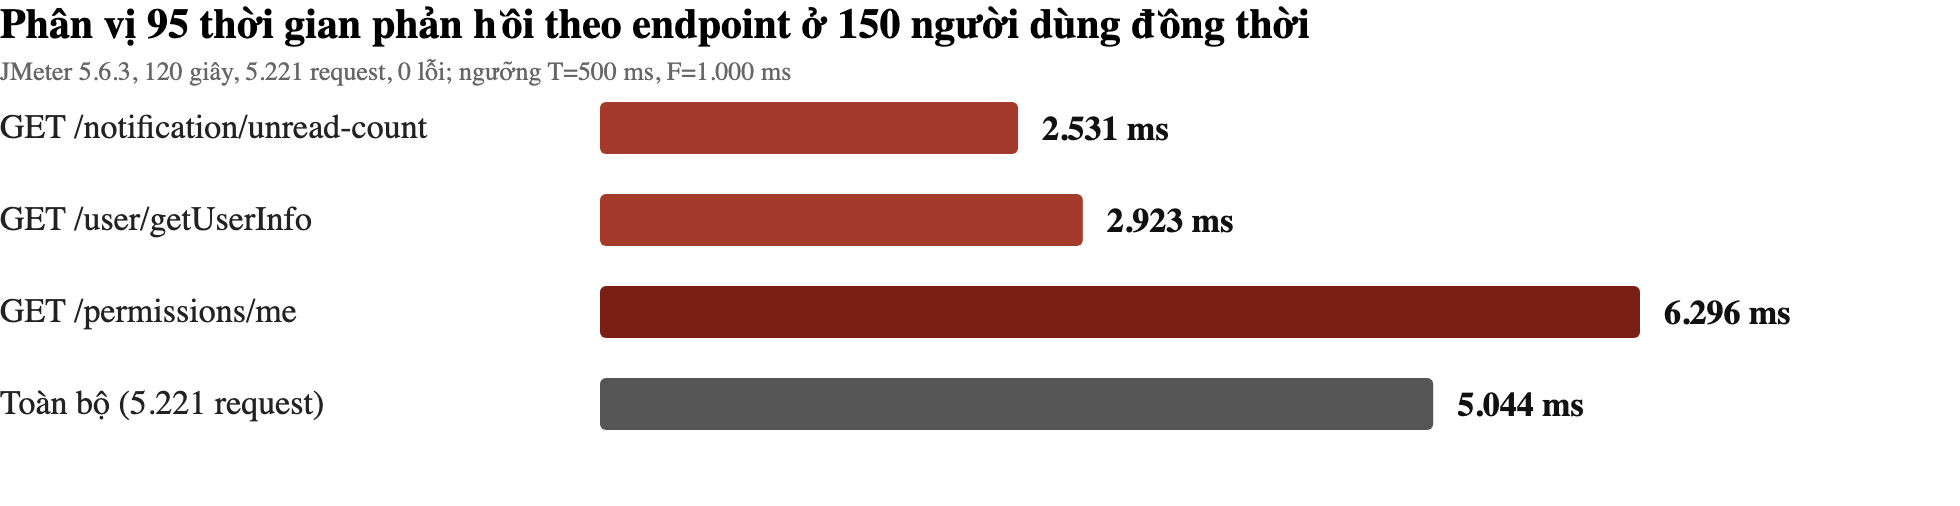 Phân vị 95 thời gian phản hồi theo endpoint ở 150 người dùng đồng thời
JMeter 5.6.3, 120 giây, 5.221 request, 0 lỗi; ngưỡng T=500 ms, F=1.000 ms
GET /notification/unread-count 2.531 ms
GET /user/getUserInfo 2.923 ms
GET /permissions/me 6.296 ms
Toàn bộ (5.221 request) 5.044 ms